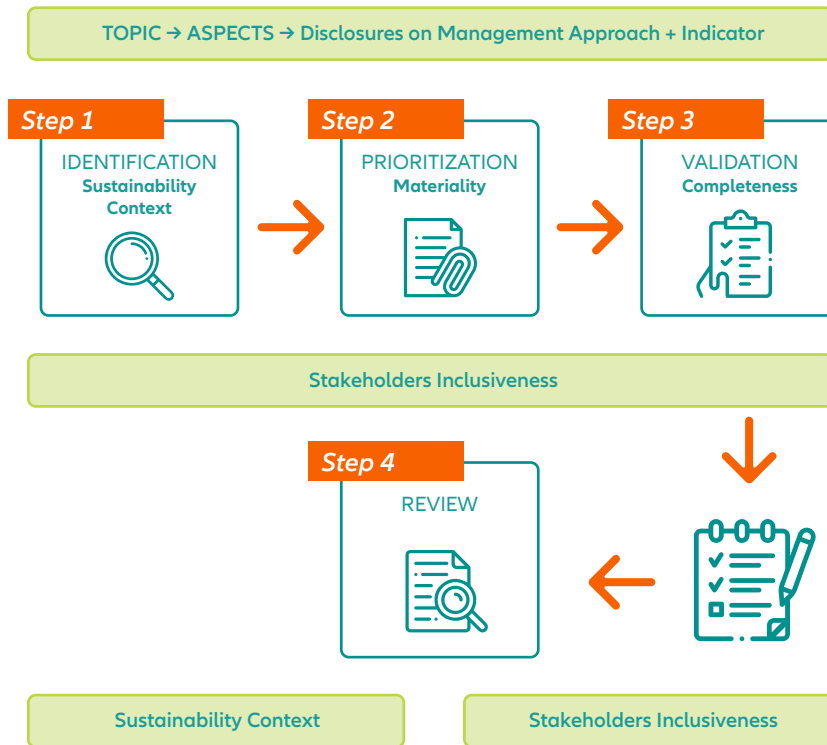 TOPIC → ASPECTS → Disclosures on Management Approach + Indicator
Step 1
IDENTIFICATION
Sustainability
Context
Step 2
PRIORITIZATION
Materiality
Step 3
VALIDATION
Completeness
Stakeholders Inclusiveness
Step 4
REVIEW
Sustainability Context
Stakeholders Inclusiveness